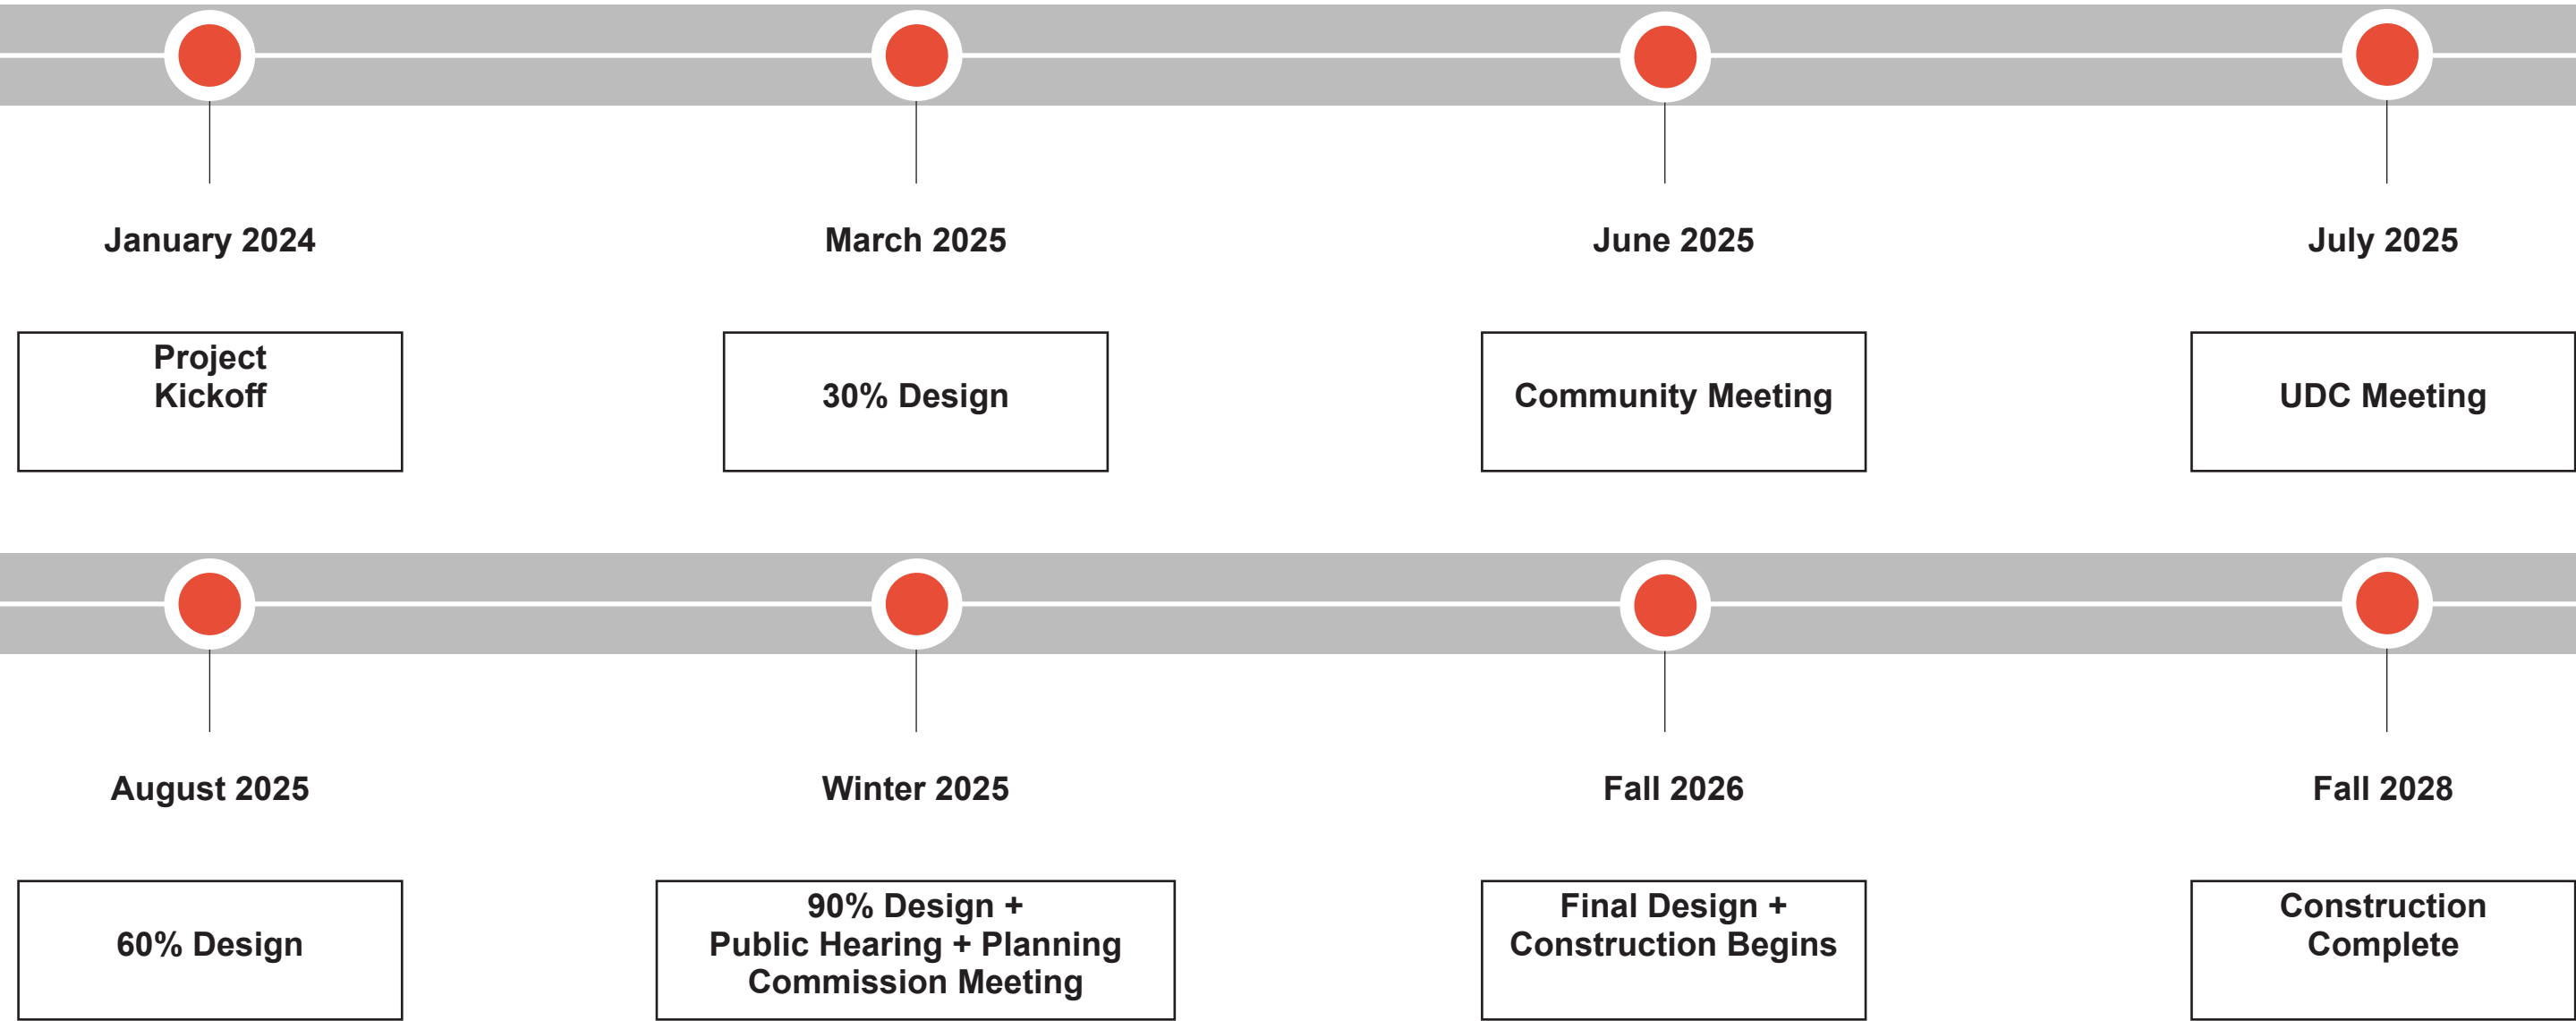 January 2024
March 2025
June 2025
July 2025
Project
Kickoff
30% Design
Community Meeting
UDC Meeting
August 2025
Winter 2025
Fall 2026
Fall 2028
60% Design
90% Design +
Public Hearing + Planning
Commission Meeting
Final Design +
Construction Begins
Construction
Complete